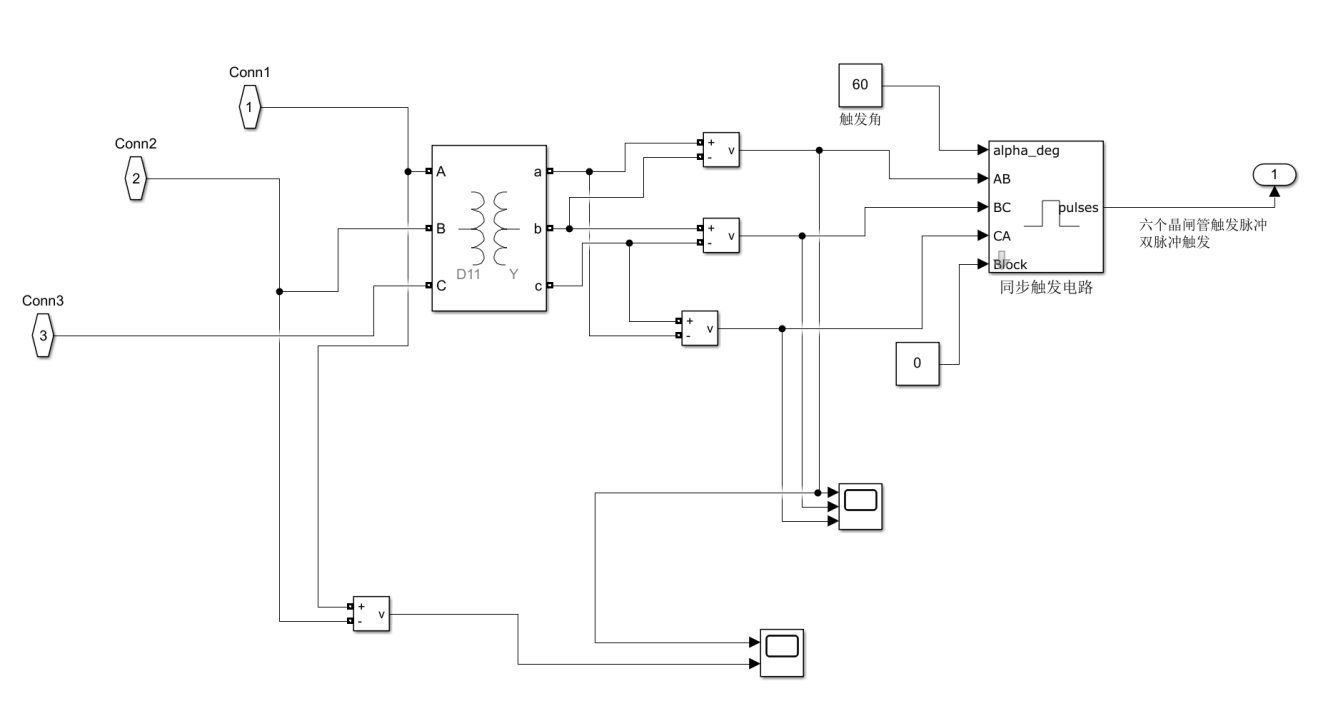 Conn1
1
Conn2
2
Conn3
3
60
触发角
A
B
C
a
b
c
D11
Y
+
-
v
+
-
v
+
-
v
alpha_deg
AB
BC
CA
Block
pulses
同步触发电路
1
六个晶闸管触发脉冲
双脉冲触发
0
+
-
v